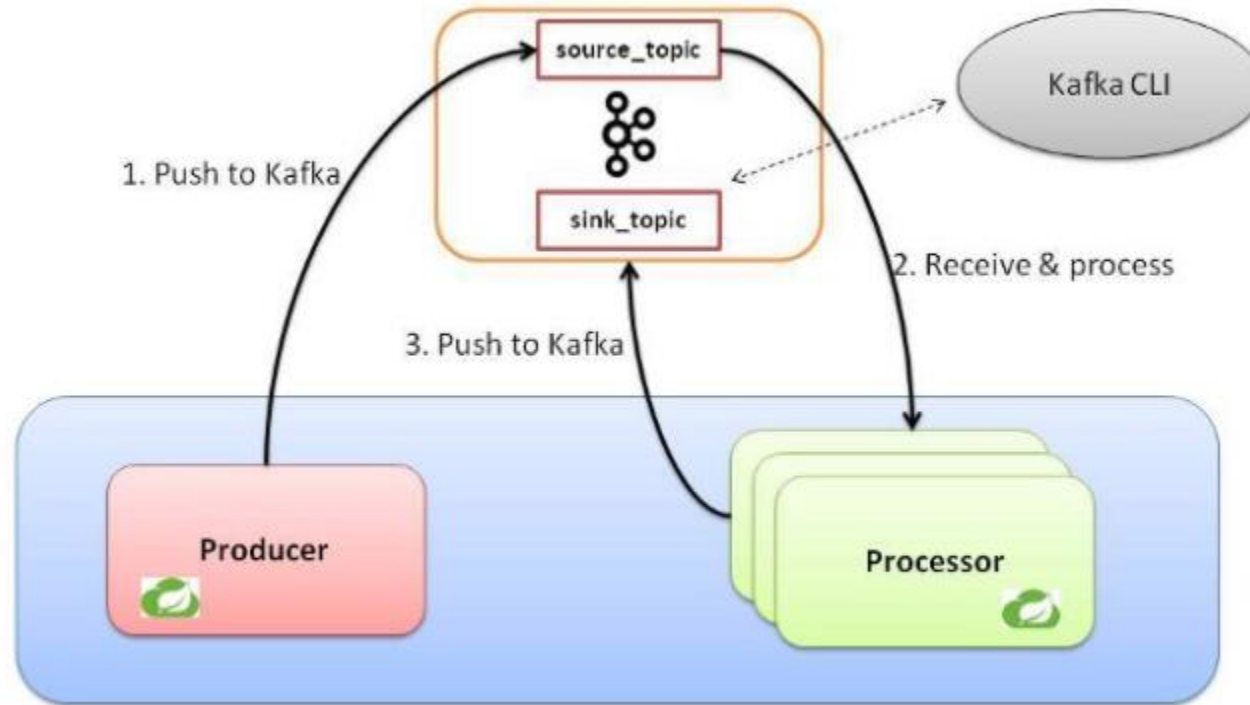 source_topic
Kafka CLI
1. Push to Kafka
sink_topic
2. Receive & process
3. Push to Kafka
Producer
Processor